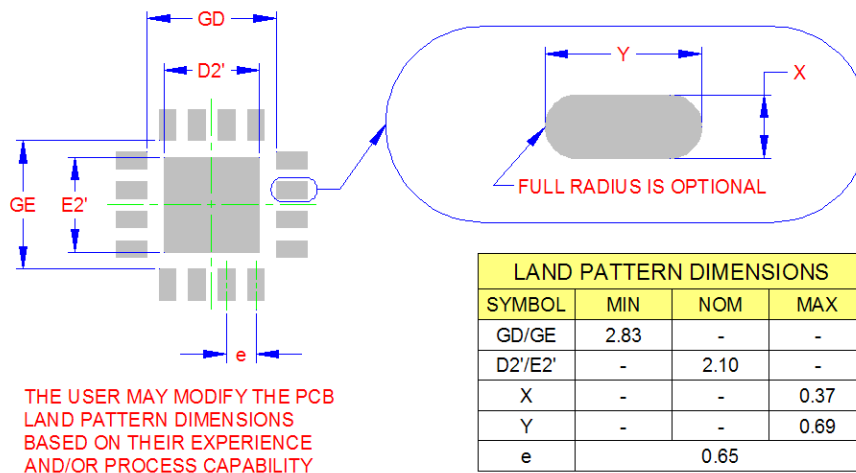 GD
D2'
GE
E2'
e
Y
X
FULL RADIUS IS OPTIONAL
THE USER MAY MODIFY THE PCB
LAND PATTERN DIMENSIONS
BASED ON THEIR EXPERIENCE
AND/OR PROCESS CAPABILITY
LAND PATTERN DIMENSIONS
SYMBOL MIN NOM MAX
GD/GE 2.83 - -
D2'/E2' - 2.10 -
X - - 0.37
Y - - 0.69
e 0.65